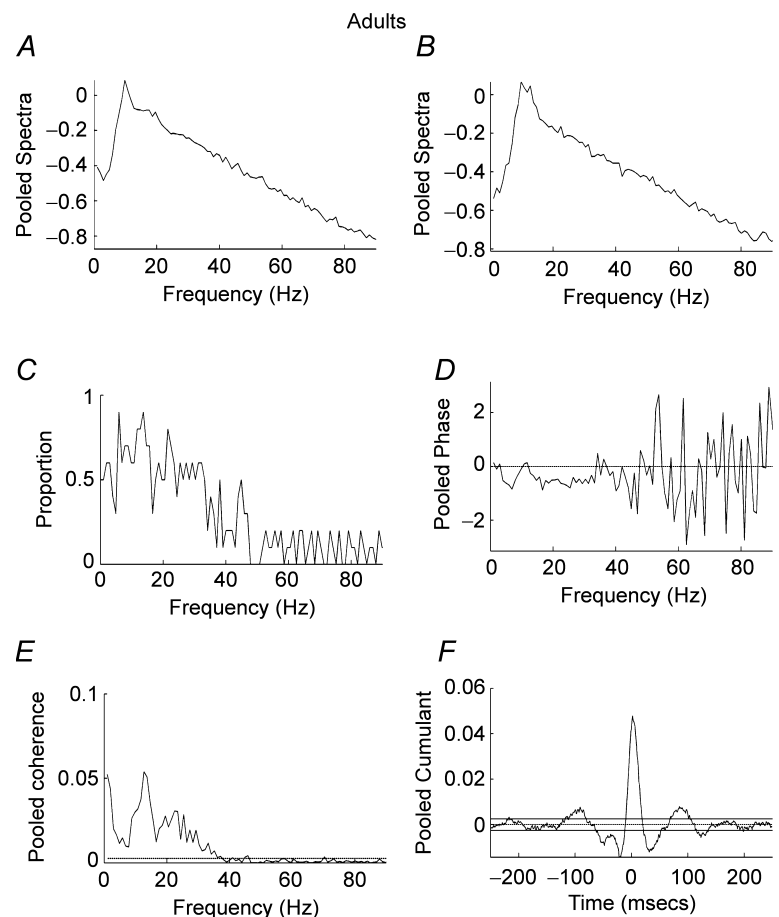 Adults
A
B
Pooled Spectra
0
−0.2
−0.4
−0.6
−0.8
0 20 40 60 80
Frequency (Hz)
Pooled Spectra
0
−0.2
−0.4
−0.6
−0.8
0 20 40 60 80
Frequency (Hz)
C
D
Proportion
1
0.5
0
0 20 40 60 80
Frequency (Hz)
Pooled Phase
2
0
−2
0 20 40 60 80
Frequency (Hz)
E
F
Pooled coherence
0.1
0.05
0
0 20 40 60 80
Frequency (Hz)
Pooled Cumulant
0.06
0.04
0.02
0
−200 −100 0 100 200
Time (msecs)